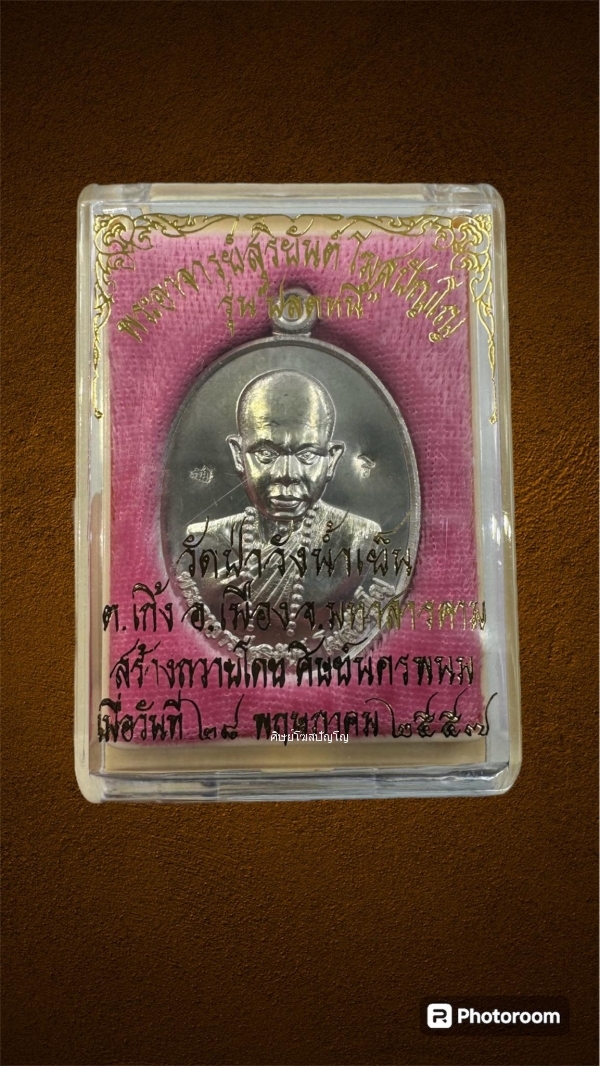 พระอาจารย์สุริยันต์ โฆสปัญโญ
รุ่น "ปลดหนี้"
วัดป่าวังน้ำเย็น
ต.เกิ้ง อ.เมือง จ.มหาสารคาม
สร้างถวายโดย ศิษย์นครพนม
เมื่อวันที่ ๒๘ พฤษภาคม ๒๕๕๗
ศิษย์โฆสปัญโญ
Photoroom